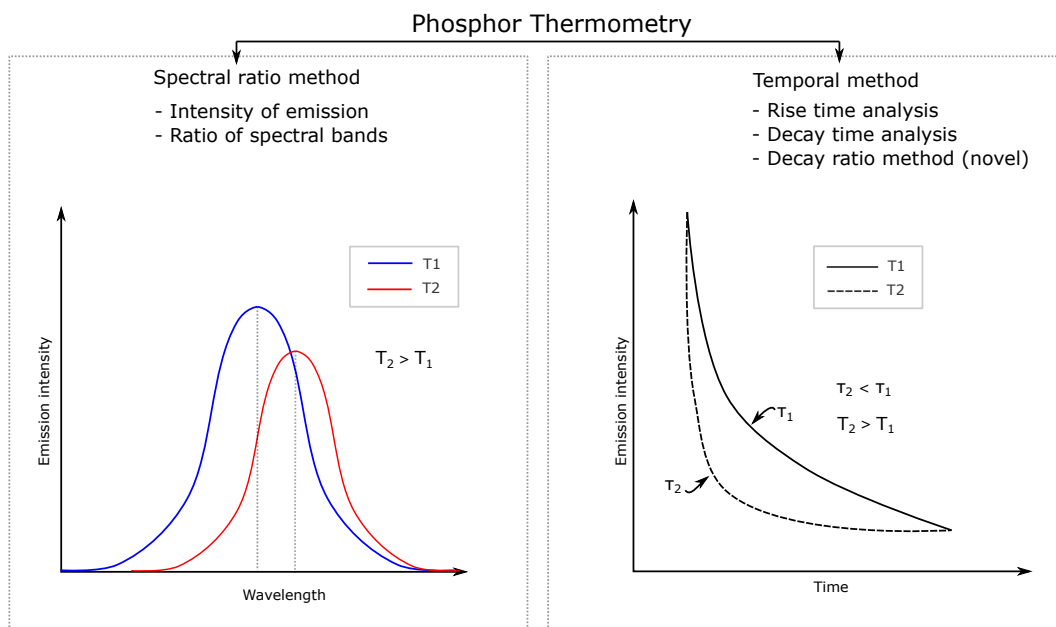 Phosphor Thermometry
Spectral ratio method
- Intensity of emission
- Ratio of spectral bands
T1
T2
T₂ > T₁
Emission intensity
Wavelength
Temporal method
- Rise time analysis
- Decay time analysis
- Decay ratio method (novel)
T1
T2
τ₂ < τ₁
T₂ > T₁
τ₁
τ₂
Emission intensity
Time